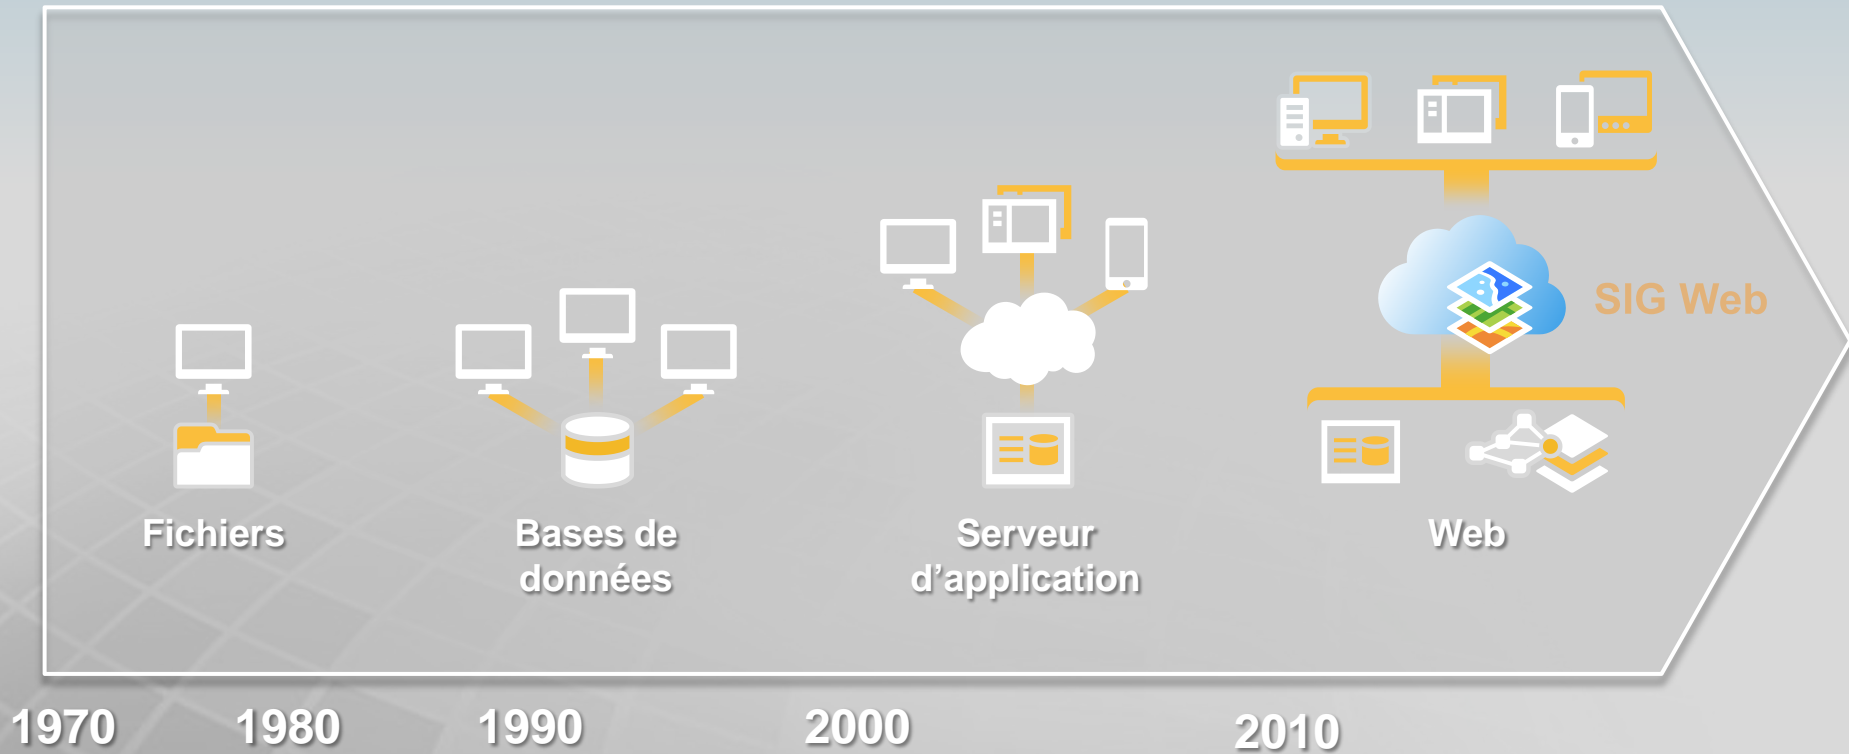 SIG Web
Fichiers
Bases de
données
Serveur
d’application
Web
1970
1980
1990
2000
2010